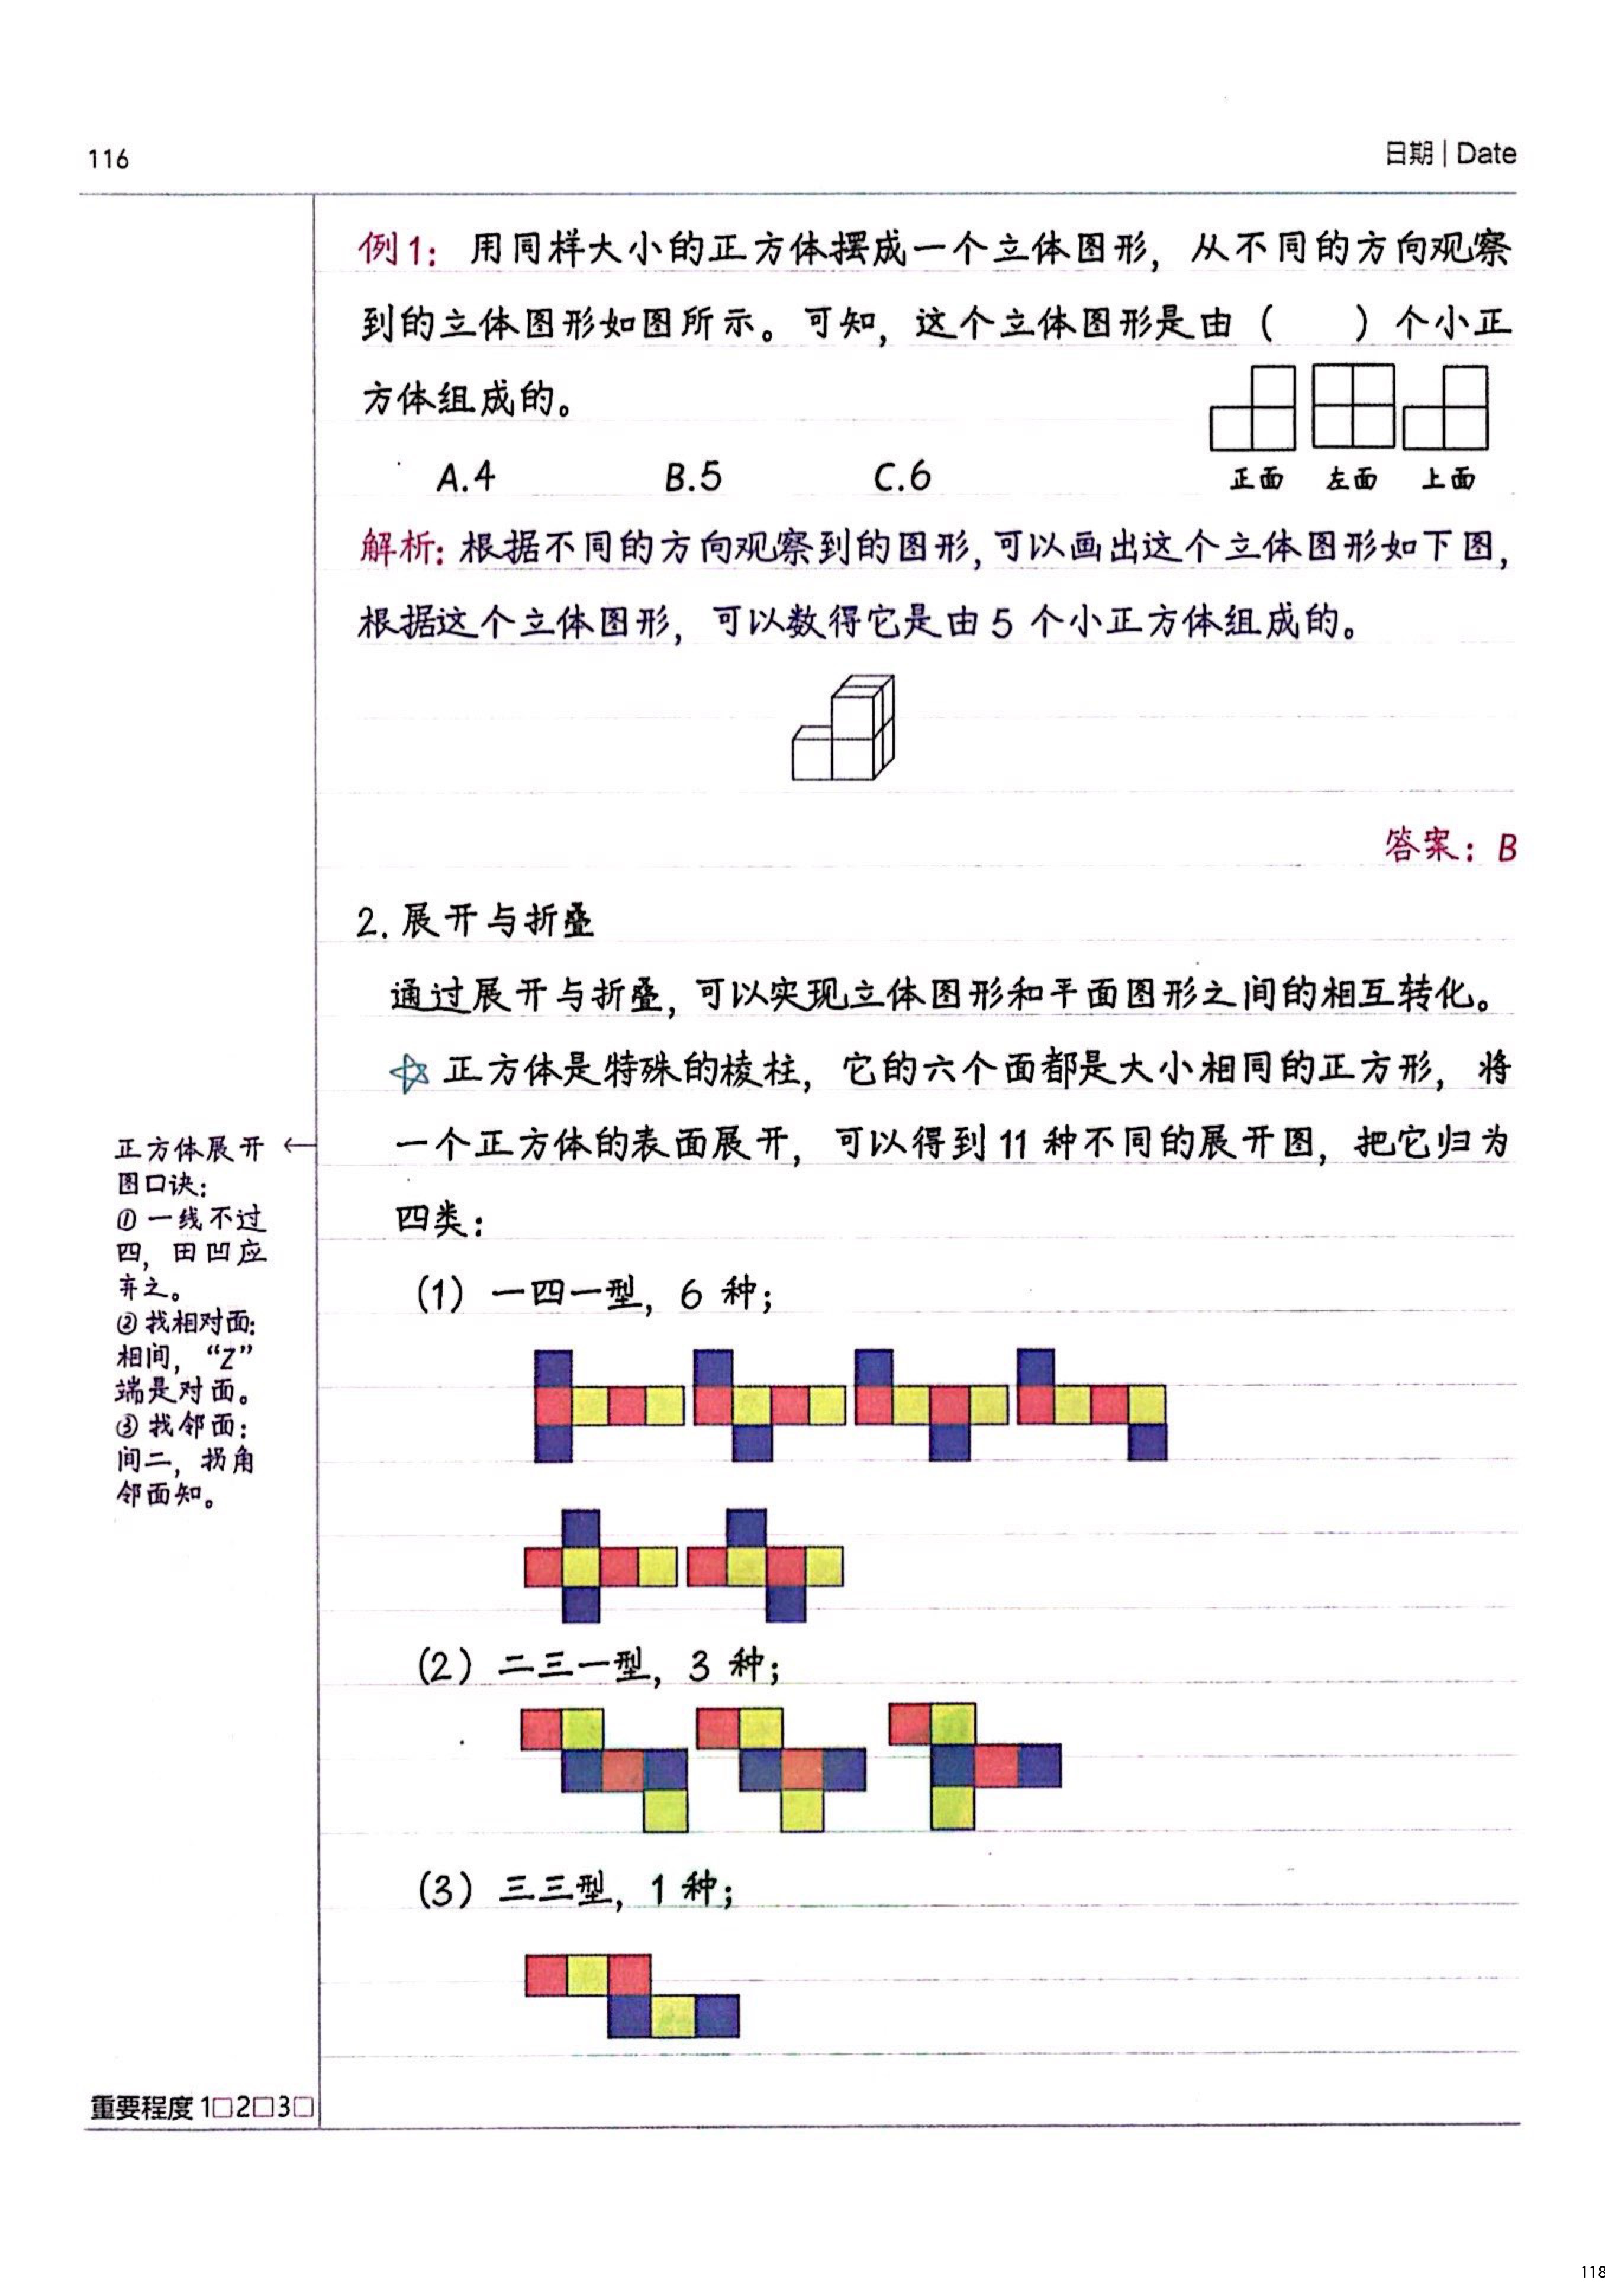 116
日期 | Date
例1：用同样大小的正方体摆成一个立体图形，从不同的方向观察
到的立体图形如图所示。可知，这个立体图形是由（　　）个小正
方体组成的。
A.4　B.5　C.6
正面　左面　上面
解析：根据不同的方向观察到的图形，可以画出这个立体图形如下图，
根据这个立体图形，可以数得它是由5个小正方体组成的。
答案：B
2.展开与折叠
通过展开与折叠，可以实现立体图形和平面图形之间的相互转化。
☆正方体是特殊的棱柱，它的六个面都是大小相同的正方形，将
一个正方体的表面展开，可以得到11种不同的展开图，把它归为
四类：
正方体展开←
图口诀：
①一线不过
四，田凹应
弃之。
②找相对面：
相间，“Z”
端是对面。
③找邻面：
间二，拐角
邻面知。
（1）一四一型，6种；
（2）二三一型，3种；
（3）三三型，1种；
重要程度1□2□3□
118